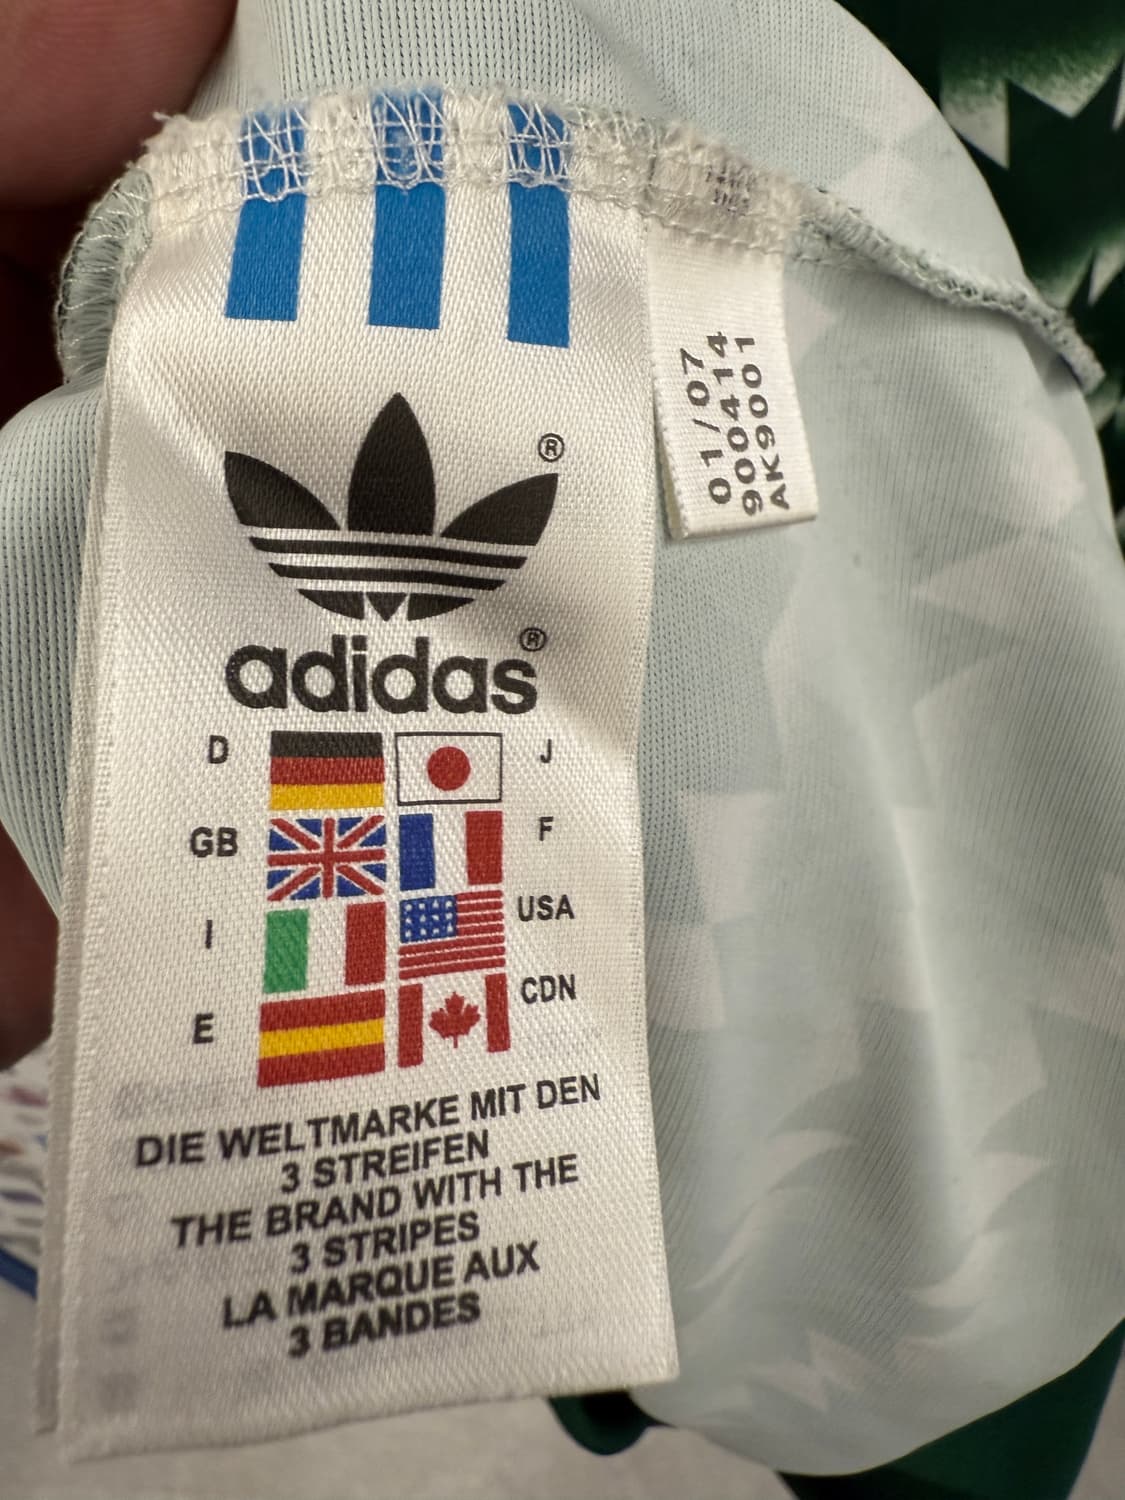 ®
adidas®
D J
GB F
I USA
E CDN
DIE WELTMARKE MIT DEN
3 STREIFEN
THE BRAND WITH THE
3 STRIPES
LA MARQUE AUX
3 BANDES
01/07
900414
AK9001